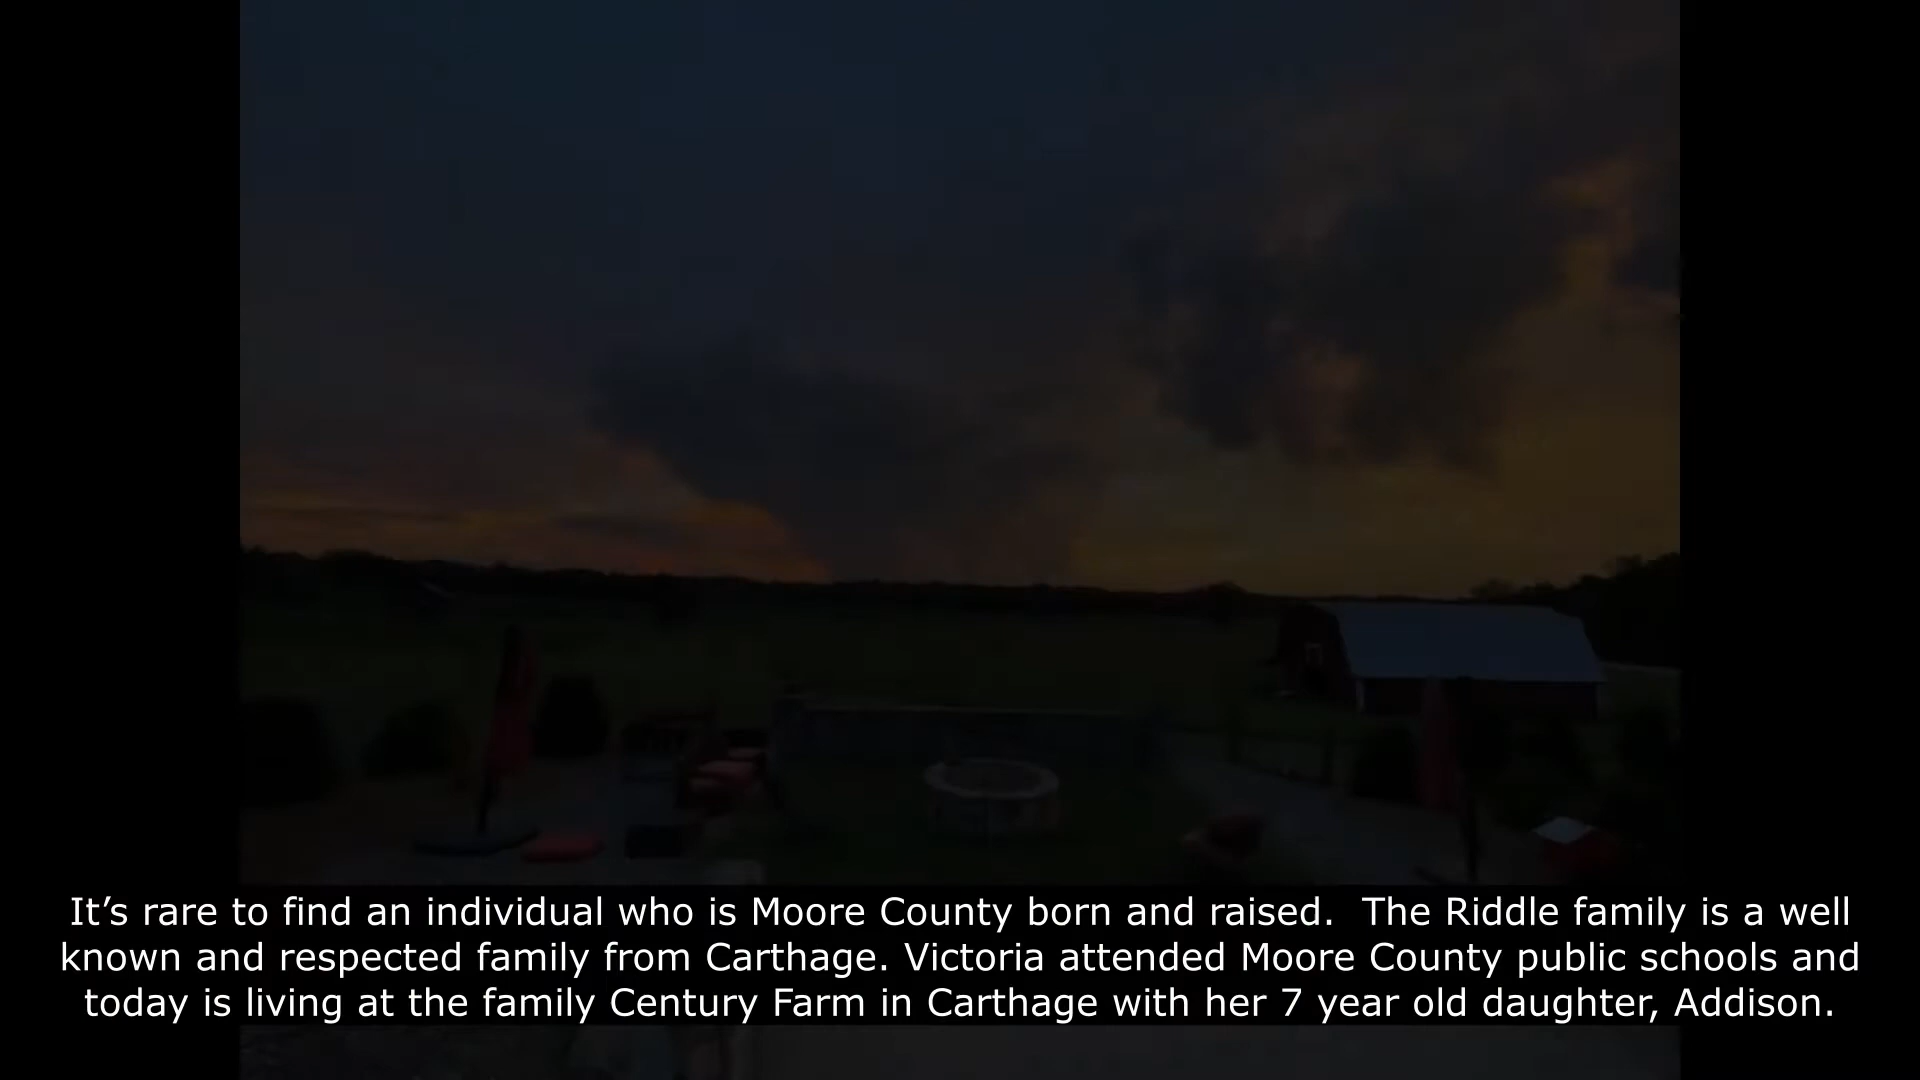 It’s rare to find an individual who is Moore County born and raised.  The Riddle family is a well
known and respected family from Carthage. Victoria attended Moore County public schools and
today is living at the family Century Farm in Carthage with her 7 year old daughter, Addison.